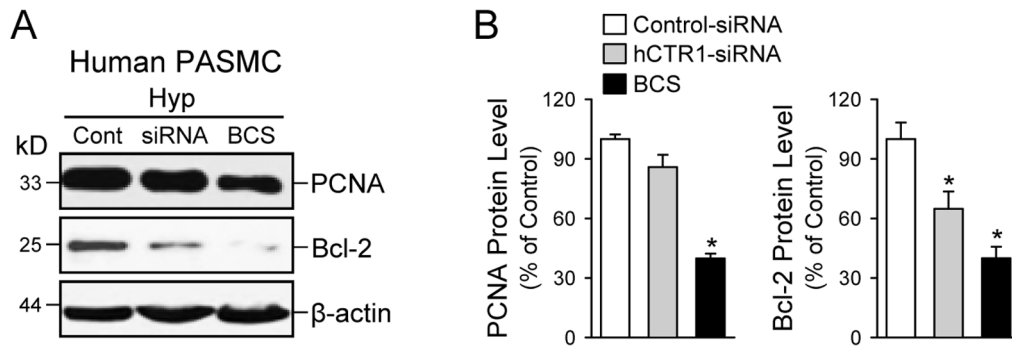 A
Human PASMC
Hyp
Cont siRNA BCS
kD
33 PCNA
25 Bcl-2
44 β-actin
B
Control-siRNA
hCTR1-siRNA
BCS
PCNA Protein Level
(% of Control)
120
90
60
30
0
*
Bcl-2 Protein Level
(% of Control)
120
90
60
30
0
*
*